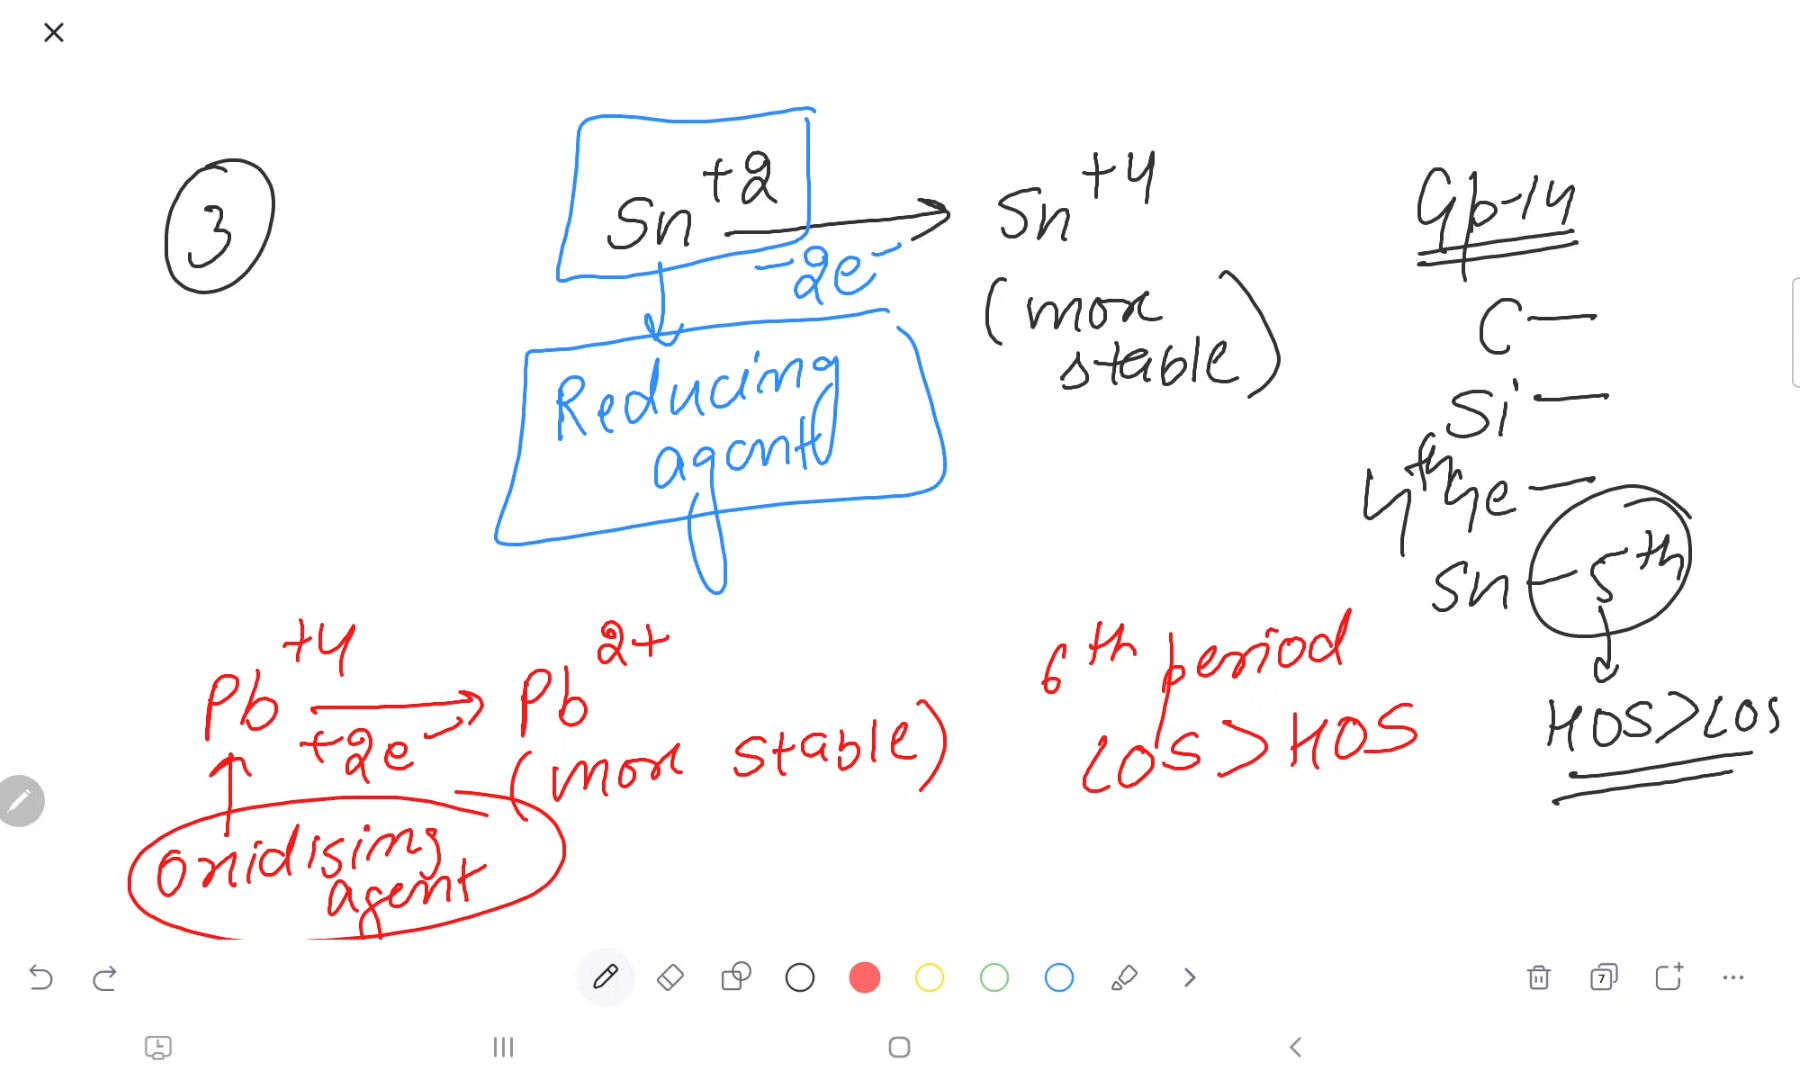 3
Sn+2 → Sn+4
-2e-
(more stable)
Reducing agent
Gp-14
C —
Si —
4th Ge —
Sn — 5th
HOS > LOS
Pb+4 → Pb2+
+2e-
(more stable)
Oxidising agent
6th period
LOS > HOS
7